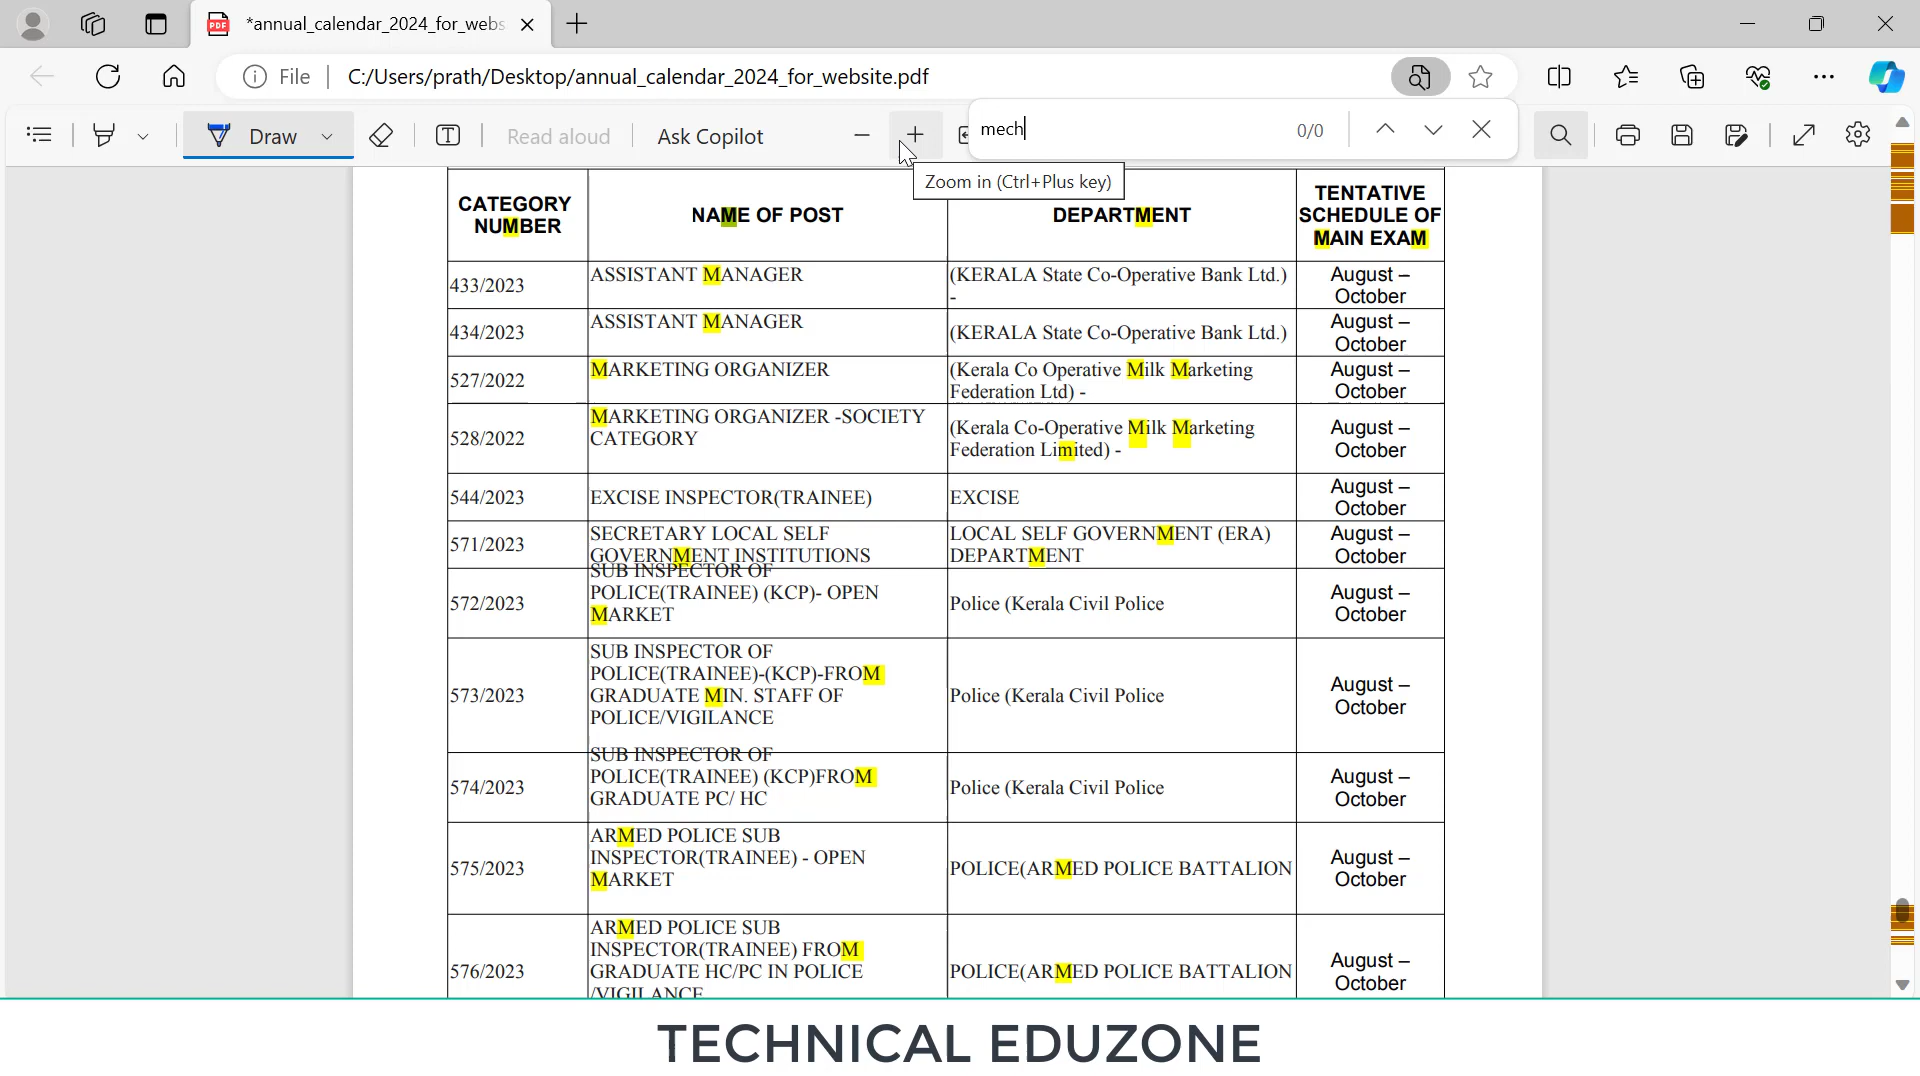 *annual_calendar_2024_for_webs
File
C:/Users/prath/Desktop/annual_calendar_2024_for_website.pdf
Draw
Read aloud
Ask Copilot
mech
0/0
Zoom in (Ctrl+Plus key)
CATEGORY NUMBER
NAME OF POST
DEPARTMENT
TENTATIVE SCHEDULE OF MAIN EXAM
433/2023
ASSISTANT MANAGER
(KERALA State Co-Operative Bank Ltd.)
-
August –
October
434/2023
ASSISTANT MANAGER
(KERALA State Co-Operative Bank Ltd.)
August –
October
527/2022
MARKETING ORGANIZER
(Kerala Co Operative Milk Marketing
Federation Ltd) -
August –
October
528/2022
MARKETING ORGANIZER -SOCIETY
CATEGORY
(Kerala Co-Operative Milk Marketing
Federation Limited) -
August –
October
544/2023
EXCISE INSPECTOR(TRAINEE)
EXCISE
August –
October
571/2023
SECRETARY LOCAL SELF
GOVERNMENT INSTITUTIONS
LOCAL SELF GOVERNMENT (ERA)
DEPARTMENT
August –
October
572/2023
SUB INSPECTOR OF
POLICE(TRAINEE) (KCP)- OPEN
MARKET
Police (Kerala Civil Police
August –
October
573/2023
SUB INSPECTOR OF
POLICE(TRAINEE)-(KCP)-FROM
GRADUATE MIN. STAFF OF
POLICE/VIGILANCE
Police (Kerala Civil Police
August –
October
574/2023
SUB INSPECTOR OF
POLICE(TRAINEE) (KCP)FROM
GRADUATE PC/ HC
Police (Kerala Civil Police
August –
October
575/2023
ARMED POLICE SUB
INSPECTOR(TRAINEE) - OPEN
MARKET
POLICE(ARMED POLICE BATTALION
August –
October
576/2023
ARMED POLICE SUB
INSPECTOR(TRAINEE) FROM
GRADUATE HC/PC IN POLICE
/VIGILANCE
POLICE(ARMED POLICE BATTALION
August –
October
TECHNICAL EDUZONE